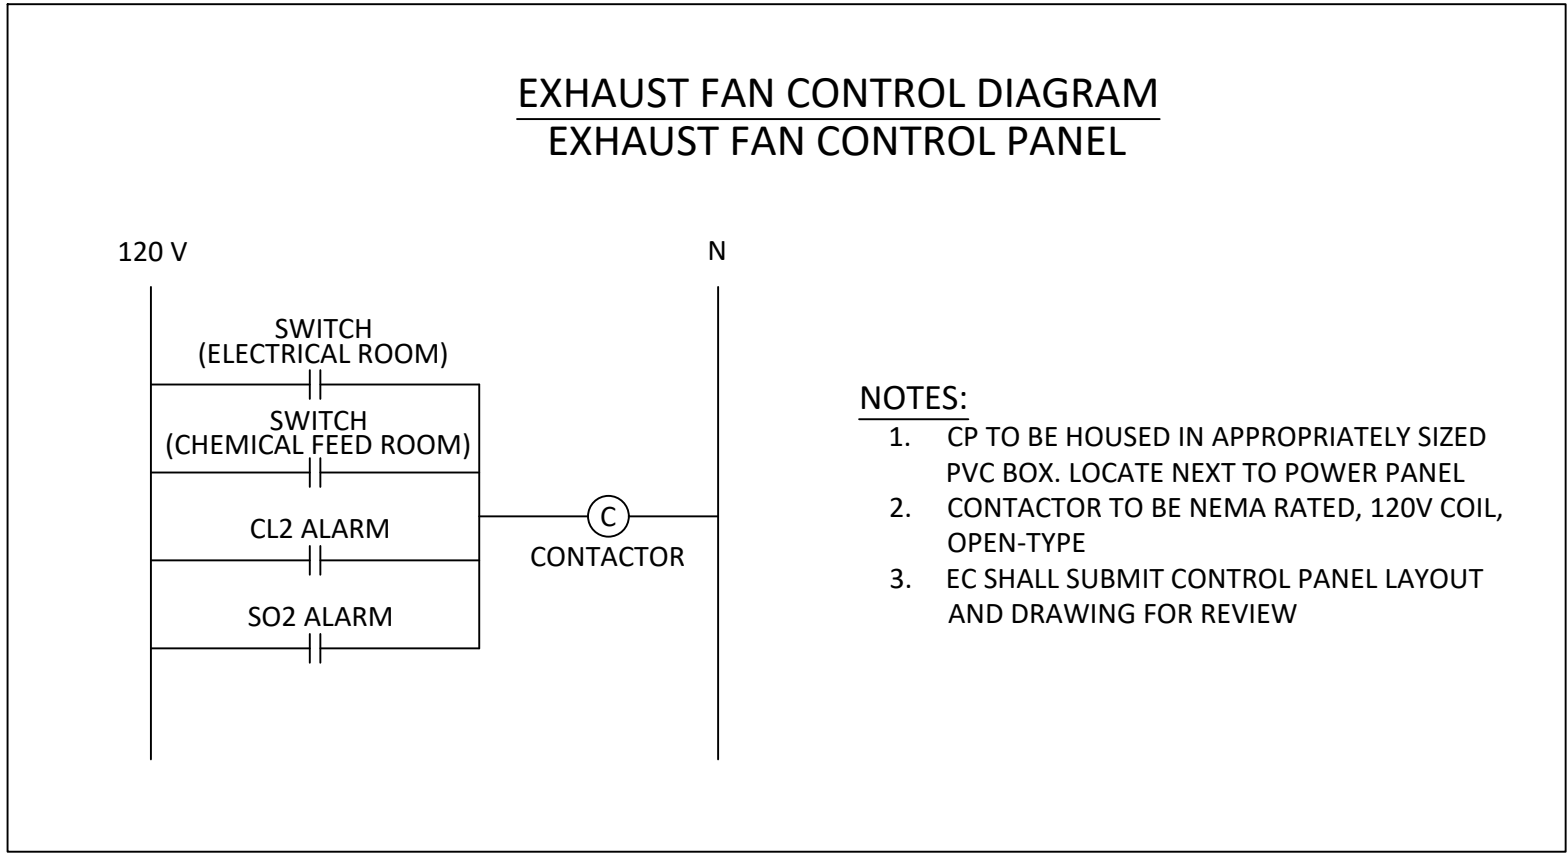 EXHAUST FAN CONTROL DIAGRAM
EXHAUST FAN CONTROL PANEL
120 V
N
SWITCH
(ELECTRICAL ROOM)
SWITCH
(CHEMICAL FEED ROOM)
CL2 ALARM
SO2 ALARM
C
CONTACTOR
NOTES:
1. CP TO BE HOUSED IN APPROPRIATELY SIZED
PVC BOX. LOCATE NEXT TO POWER PANEL
2. CONTACTOR TO BE NEMA RATED, 120V COIL,
OPEN-TYPE
3. EC SHALL SUBMIT CONTROL PANEL LAYOUT
AND DRAWING FOR REVIEW